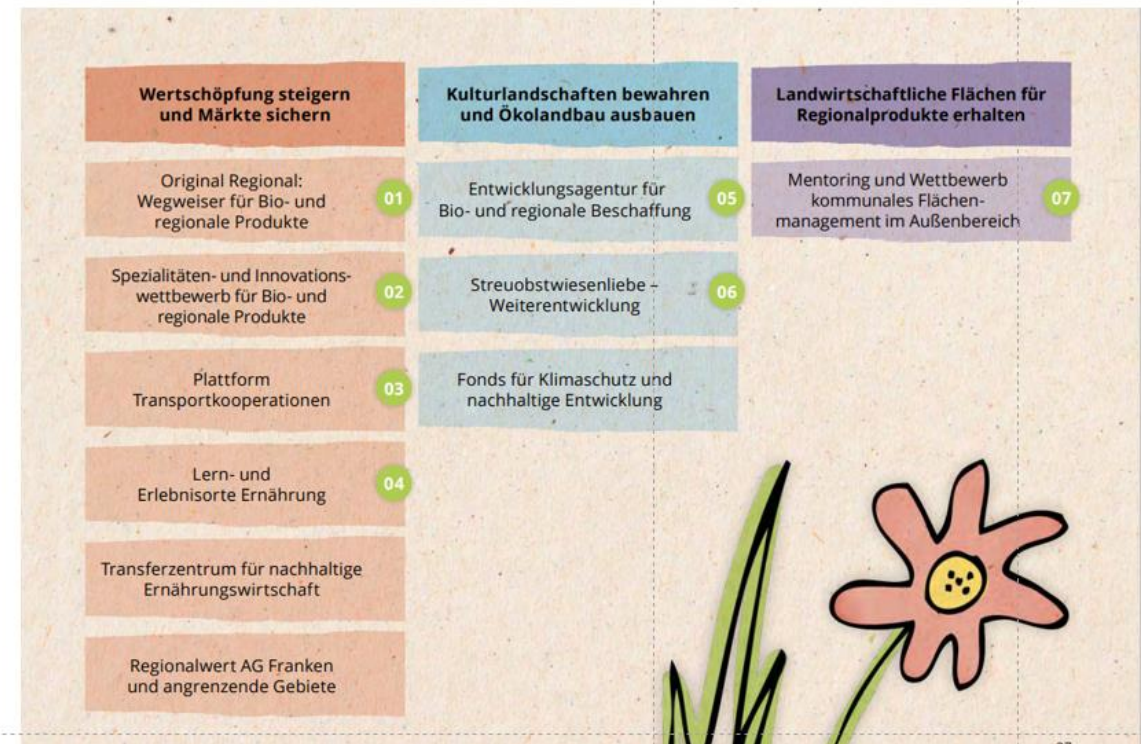 Wertschöpfung steigern
und Märkte sichern
Original Regional:
Wegweiser für Bio- und
regionale Produkte
01
Spezialitäten- und Innovations-
wettbewerb für Bio- und
regionale Produkte
02
Plattform
Transportkooperationen
03
Lern- und
Erlebnisorte Ernährung
04
Transferzentrum für nachhaltige
Ernährungswirtschaft
Regionalwert AG Franken
und angrenzende Gebiete
Kulturlandschaften bewahren
und Ökolandbau ausbauen
Entwicklungsagentur für
Bio- und regionale Beschaffung
05
Streuobstwiesenliebe –
Weiterentwicklung
06
Fonds für Klimaschutz und
nachhaltige Entwicklung
Landwirtschaftliche Flächen für
Regionalprodukte erhalten
Mentoring und Wettbewerb
kommunales Flächen-
management im Außenbereich
07